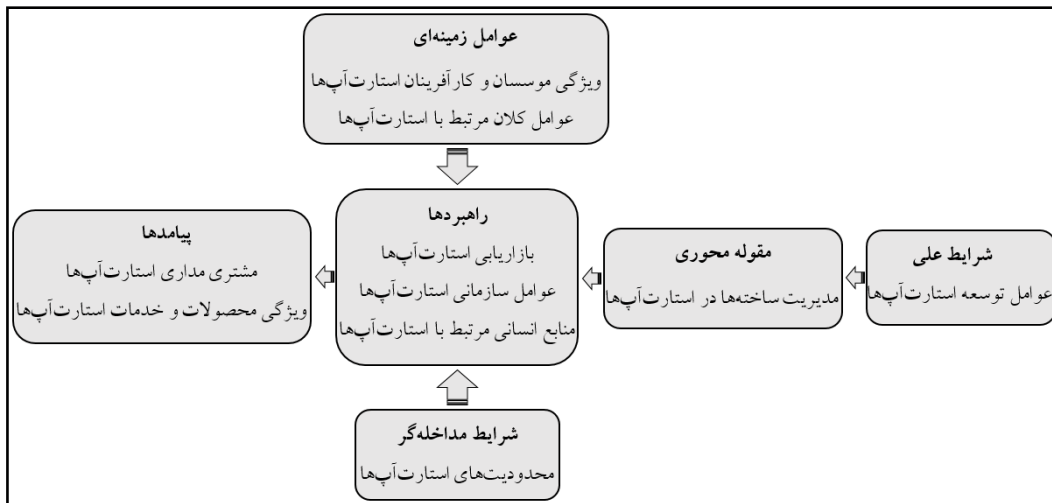 عوامل زمینه‌ای
ویژگی موسسان و کارآفرینان استارت‌آپ‌ها
عوامل کلان مرتبط با استارت‌آپ‌ها
شرایط علی
عوامل توسعه استارت‌آپ‌ها
مقوله محوری
مدیریت ساخته‌ها در استارت‌آپ‌ها
راهبردها
بازاریابی استارت‌آپ‌ها
عوامل سازمانی استارت‌آپ‌ها
منابع انسانی مرتبط با استارت‌آپ‌ها
پیامدها
مشتری مداری استارت‌آپ‌ها
ویژگی محصولات و خدمات استارت‌آپ‌ها
شرایط مداخله‌گر
محدودیت‌های استارت‌آپ‌ها